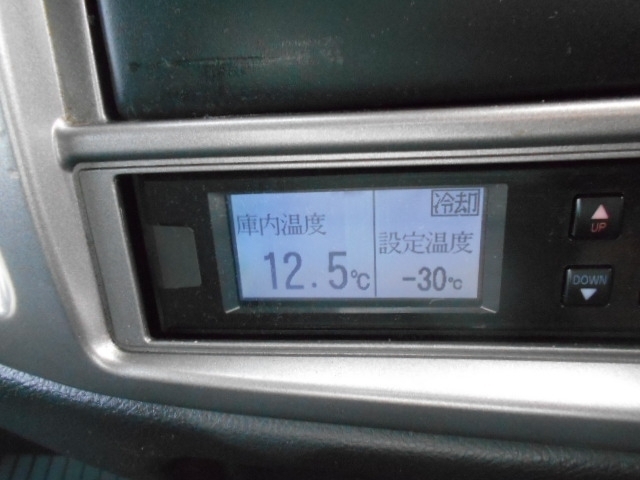 庫内温度
12.5℃
冷却
設定温度
-30℃
UP
DOWN